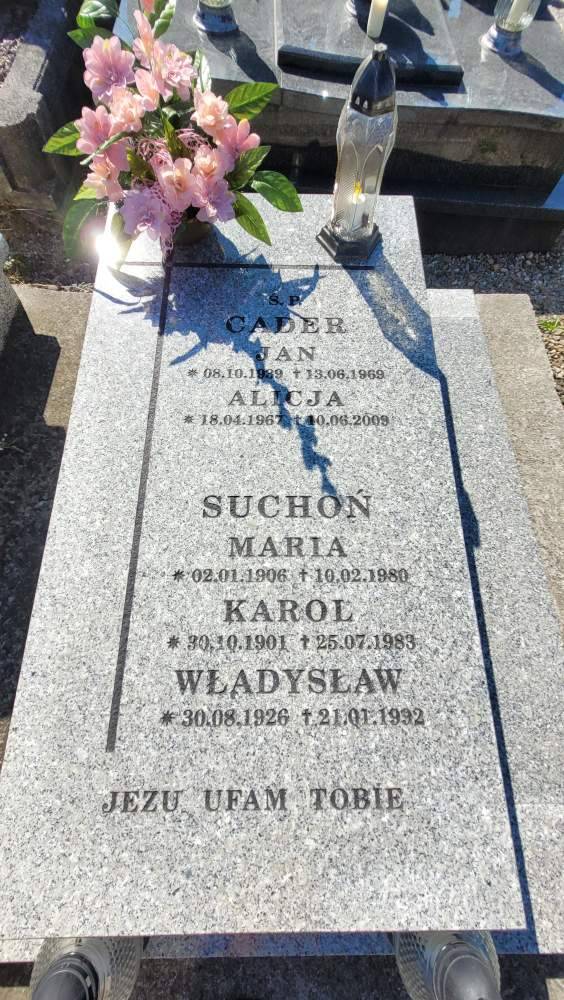 Ś. P.
CADER
JAN
* 08.10.1939 † 13.06.1969
ALICJA
* 18.04.1967 † 10.06.2009
SUCHOŃ
MARIA
* 02.01.1906 † 10.02.1980
KAROL
* 30.10.1901 † 25.07.1983
WŁADYSŁAW
* 30.08.1926 † 21.01.1992
JEZU UFAM TOBIE